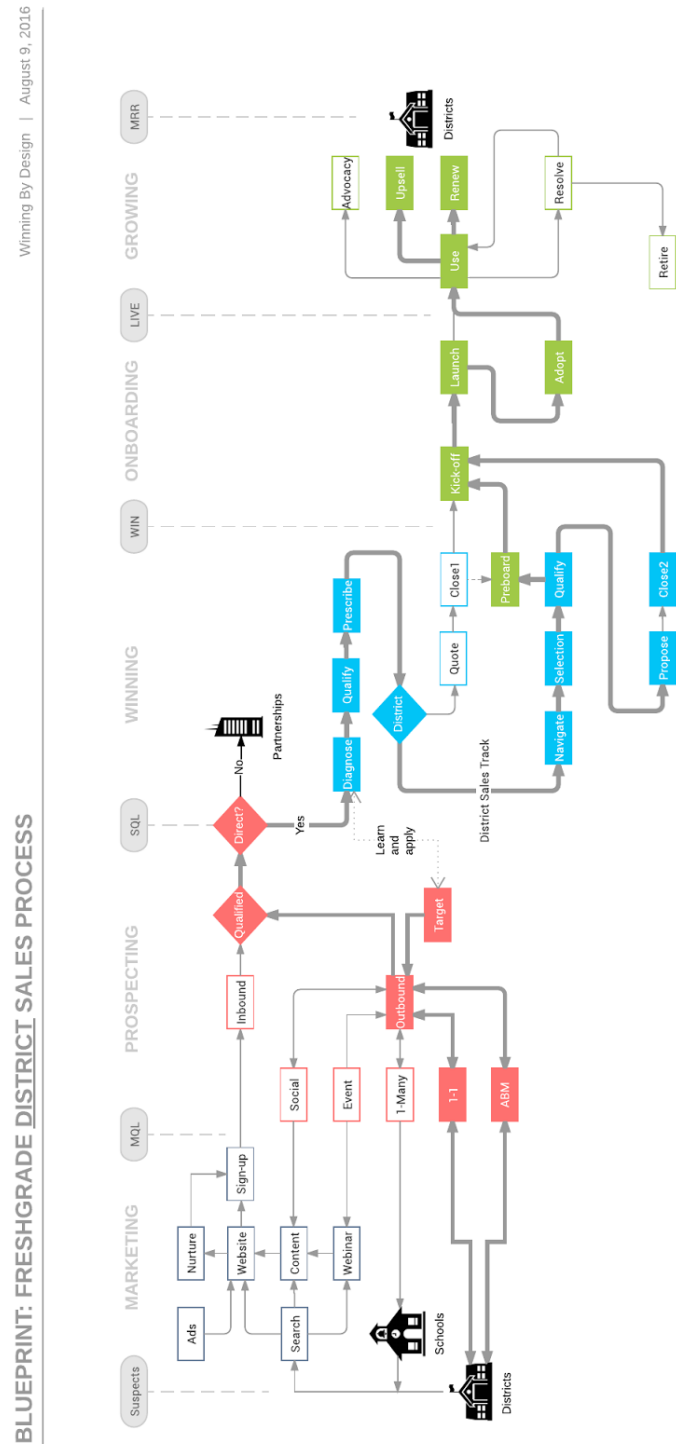 BLUEPRINT: FRESHGRADE DISTRICT SALES PROCESS
Winning By Design | August 9, 2016
Suspects
MARKETING
MQL
PROSPECTING
SQL
WINNING
WIN
ONBOARDING
LIVE
GROWING
MRR
Ads
Nurture
Website
Sign-up
Search
Content
Webinar
Schools
Districts
Inbound
Social
Event
1-Many
1-1
ABM
Outbound
Target
Qualified
Direct?
No
Partnerships
Yes
Learn
and
apply
Diagnose
Qualify
Prescribe
District
District Sales Track
Quote
Close1
Navigate
Selection
Qualify
Preboard
Propose
Close2
Kick-off
Launch
Adopt
Use
Advocacy
Upsell
Renew
Resolve
Retire
Districts